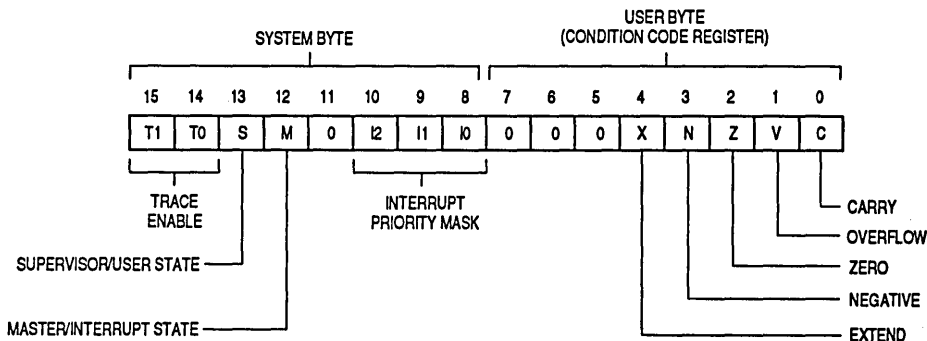 USER BYTE
SYSTEM BYTE (CONDITION CODE REGISTER)
15 14 13 12 11 10 9 8 7 6 5 4 3 2 1 0
T1 T0 S M 0 I2 I1 I0 0 0 0 X N Z V C
TRACE
ENABLE
INTERRUPT
PRIORITY MASK
CARRY
OVERFLOW
SUPERVISOR/USER STATE
ZERO
NEGATIVE
MASTER/INTERRUPT STATE
EXTEND